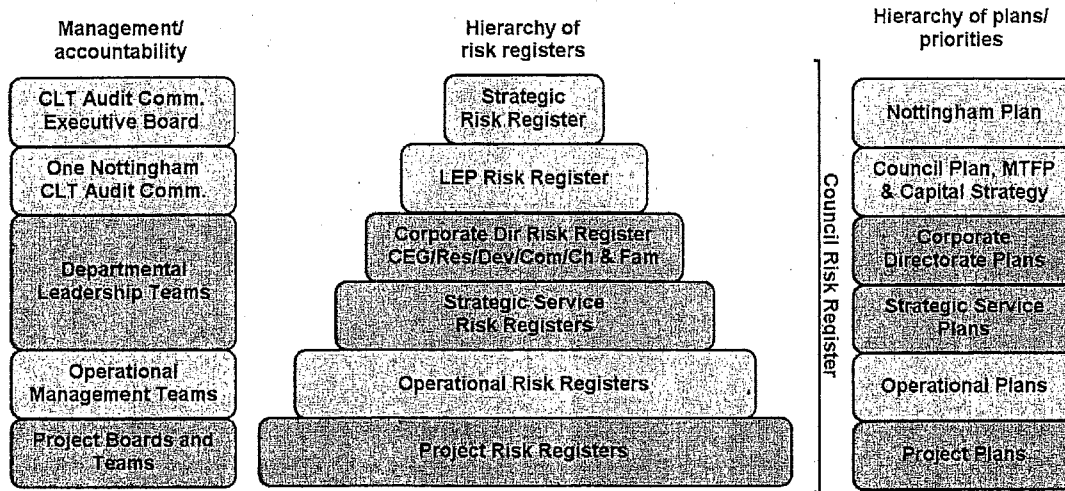 Management/
accountability
CLT Audit Comm.
Executive Board
One Nottingham
CLT Audit Comm.
Departmental
Leadership Teams
Operational
Management Teams
Project Boards and
Teams
Hierarchy of
risk registers
Strategic
Risk Register
LEP Risk Register
Corporate Dir Risk Register
CEG/Res/Dev/Com/Ch & Fam
Strategic Service
Risk Registers
Operational Risk Registers
Project Risk Registers
Council Risk Register
Hierarchy of plans/
priorities
Nottingham Plan
Council Plan, MTFP
& Capital Strategy
Corporate
Directorate Plans
Strategic Service
Plans
Operational Plans
Project Plans